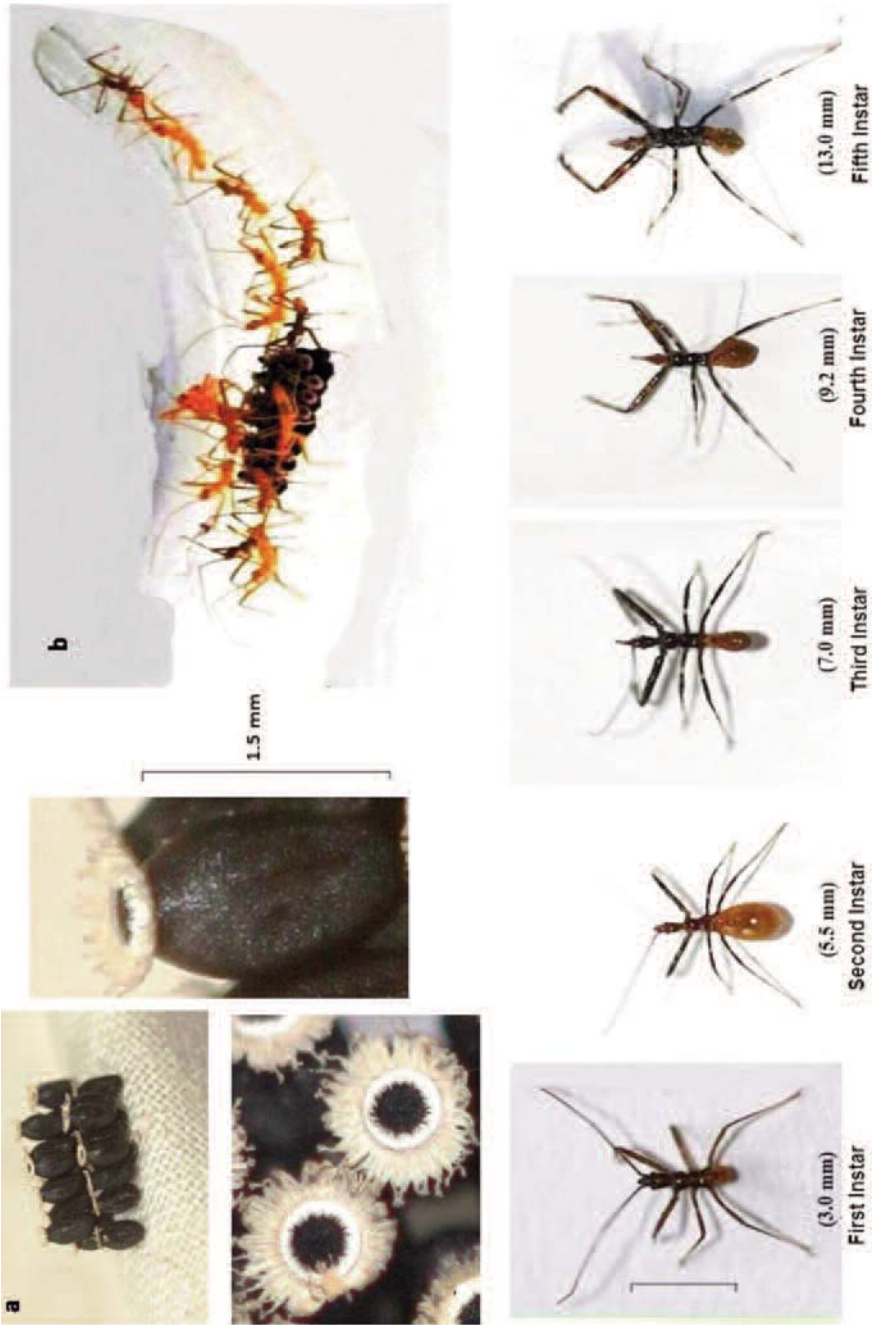 a
b
1.5 mm
(3.0 mm)
First Instar
(5.5 mm)
Second Instar
(7.0 mm)
Third Instar
(9.2 mm)
Fourth Instar
(13.0 mm)
Fifth Instar